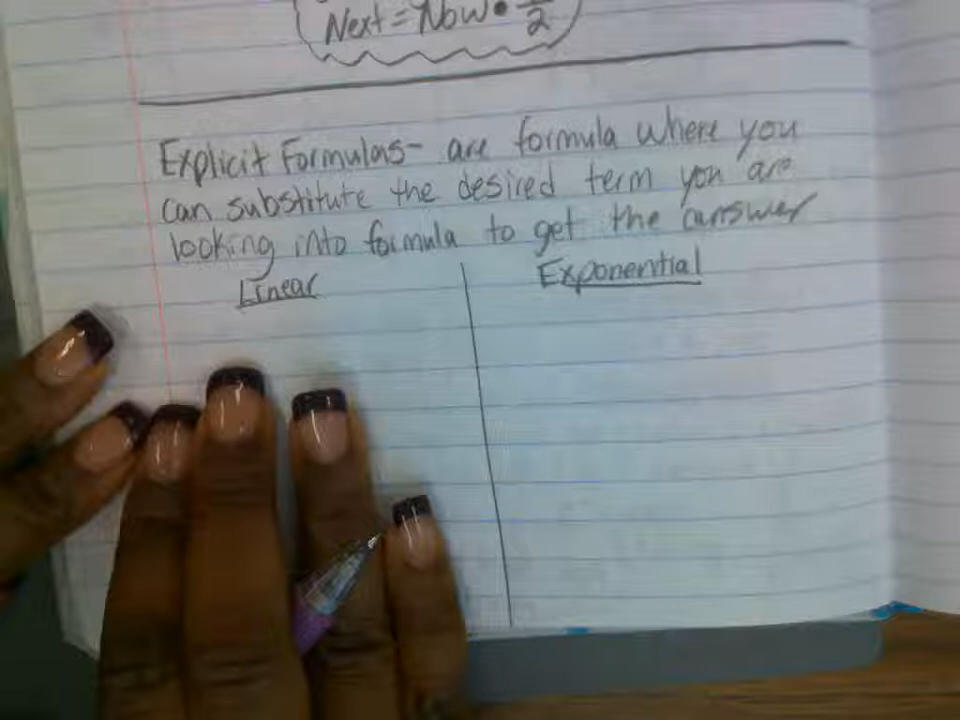 Next = Now • /2
Explicit Formulas- are formula where you
can substitute the desired term you are
looking into formula to get the answer
Linear
Exponential